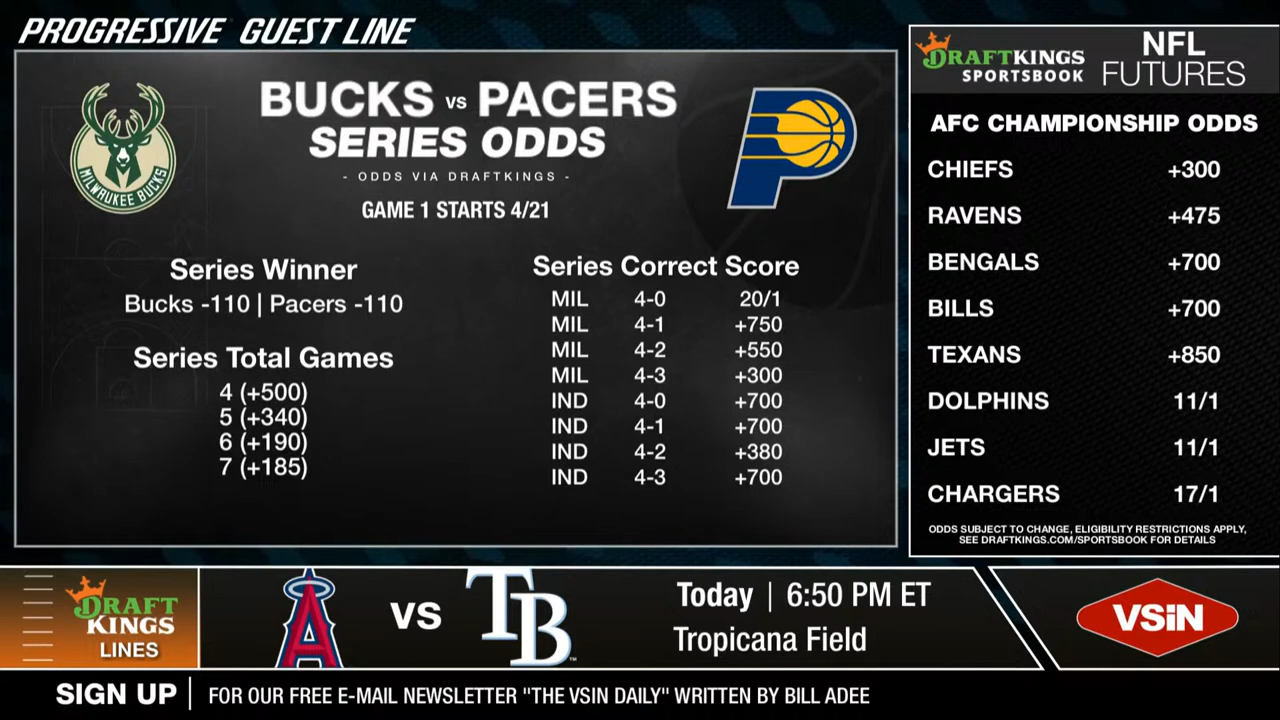 PROGRESSIVE GUEST LINE
BUCKS vs PACERS
SERIES ODDS
- ODDS VIA DRAFTKINGS -
GAME 1 STARTS 4/21
MILWAUKEE BUCKS
Series Winner
Bucks -110 | Pacers -110
Series Total Games
4 (+500)
5 (+340)
6 (+190)
7 (+185)
Series Correct Score
MIL 4-0 20/1
MIL 4-1 +750
MIL 4-2 +550
MIL 4-3 +300
IND 4-0 +700
IND 4-1 +700
IND 4-2 +380
IND 4-3 +700
DRAFTKINGS
SPORTSBOOK
NFL
FUTURES
AFC CHAMPIONSHIP ODDS
CHIEFS +300
RAVENS +475
BENGALS +700
BILLS +700
TEXANS +850
DOLPHINS 11/1
JETS 11/1
CHARGERS 17/1
ODDS SUBJECT TO CHANGE, ELIGIBILITY RESTRICTIONS APPLY,
SEE DRAFTKINGS.COM/SPORTSBOOK FOR DETAILS
DRAFT
KINGS
LINES
A VS TB™
Today | 6:50 PM ET
Tropicana Field
VSiN
SIGN UP | FOR OUR FREE E-MAIL NEWSLETTER "THE VSIN DAILY" WRITTEN BY BILL ADEE